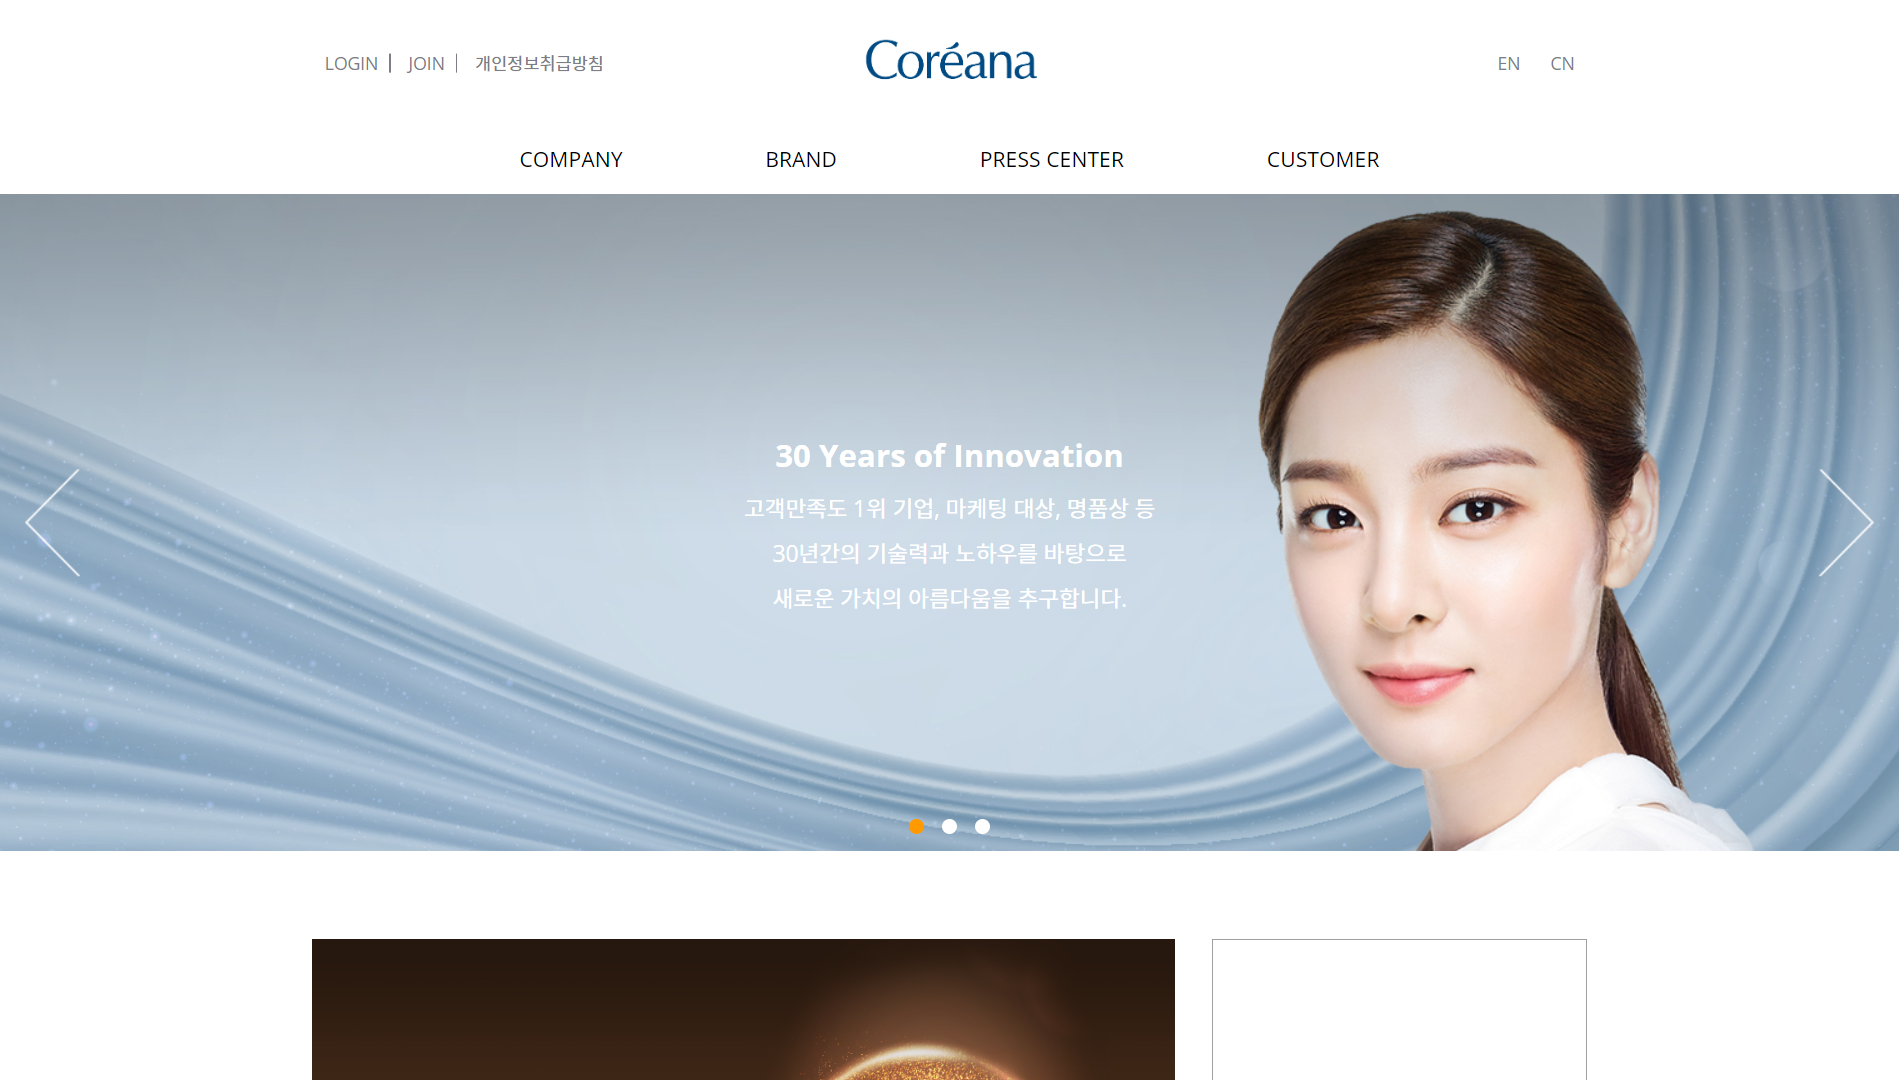 LOGIN | JOIN | 개인정보취급방침
Coréana
EN CN
COMPANY BRAND PRESS CENTER CUSTOMER
30 Years of Innovation
고객만족도 1위 기업, 마케팅 대상, 명품상 등
30년간의 기술력과 노하우를 바탕으로
새로운 가치의 아름다움을 추구합니다.